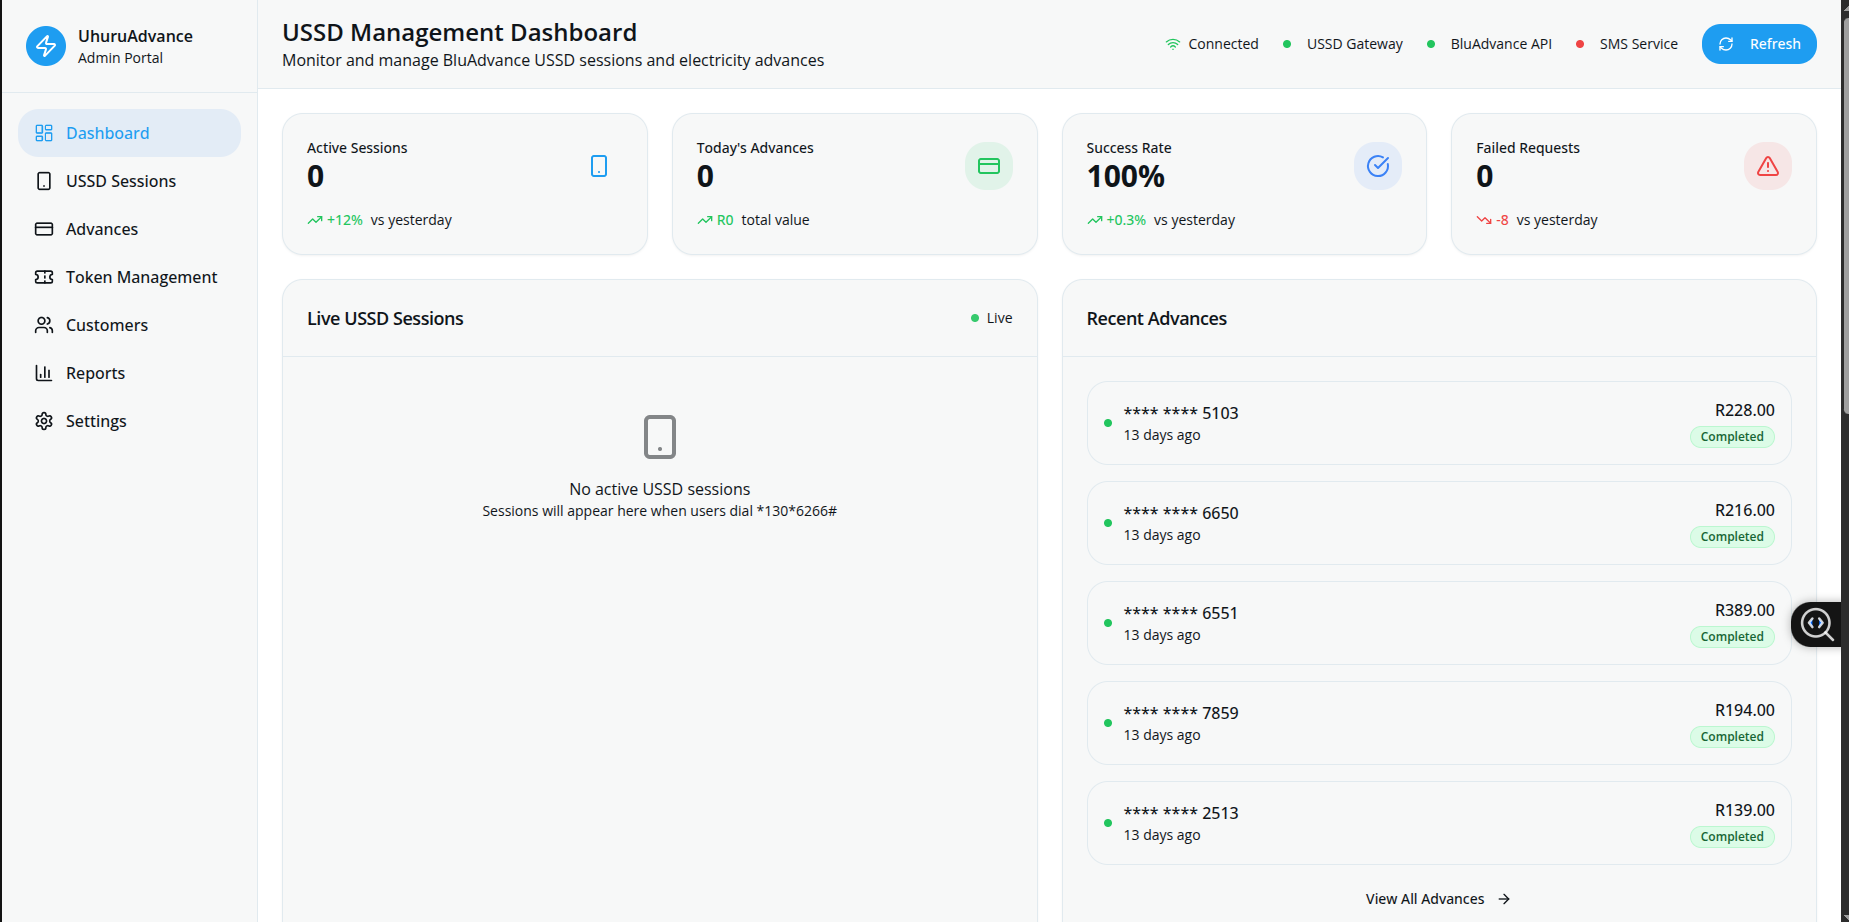 UhuruAdvance
Admin Portal
Dashboard
USSD Sessions
Advances
Token Management
Customers
Reports
Settings
USSD Management Dashboard
Monitor and manage BluAdvance USSD sessions and electricity advances
Connected
USSD Gateway
BluAdvance API
SMS Service
Refresh
Active Sessions
0
+12% vs yesterday
Today's Advances
0
R0 total value
Success Rate
100%
+0.3% vs yesterday
Failed Requests
0
-8 vs yesterday
Live USSD Sessions
Live
No active USSD sessions
Sessions will appear here when users dial *130*6266#
Recent Advances
**** **** 5103
13 days ago
R228.00
Completed
**** **** 6650
13 days ago
R216.00
Completed
**** **** 6551
13 days ago
R389.00
Completed
**** **** 7859
13 days ago
R194.00
Completed
**** **** 2513
13 days ago
R139.00
Completed
View All Advances